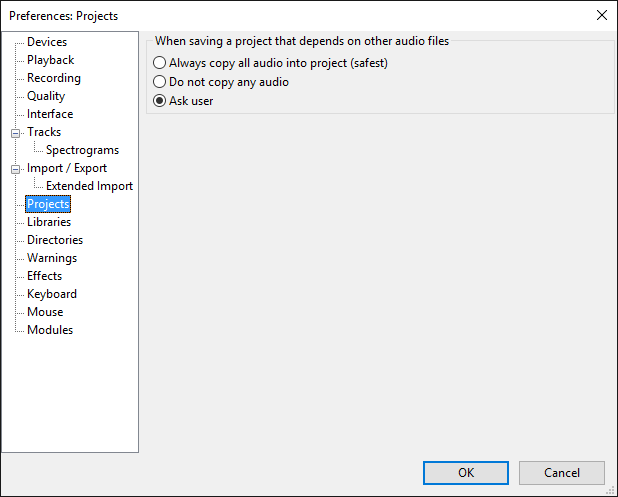 Preferences: Projects
Devices
Playback
Recording
Quality
Interface
Tracks
Spectrograms
Import / Export
Extended Import
Projects
Libraries
Directories
Warnings
Effects
Keyboard
Mouse
Modules
When saving a project that depends on other audio files
Always copy all audio into project (safest)
Do not copy any audio
Ask user
OK
Cancel